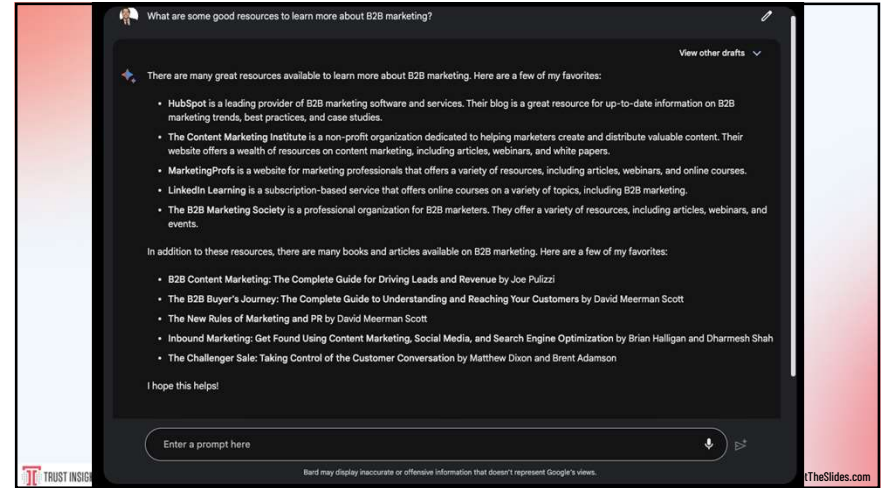 What are some good resources to learn more about B2B marketing?
View other drafts
There are many great resources available to learn more about B2B marketing. Here are a few of my favorites:
• HubSpot is a leading provider of B2B marketing software and services. Their blog is a great resource for up-to-date information on B2B
marketing trends, best practices, and case studies.
• The Content Marketing Institute is a non-profit organization dedicated to helping marketers create and distribute valuable content. Their
website offers a wealth of resources on content marketing, including articles, webinars, and white papers.
• MarketingProfs is a website for marketing professionals that offers a variety of resources, including articles, webinars, and online courses.
• LinkedIn Learning is a subscription-based service that offers online courses on a variety of topics, including B2B marketing.
• The B2B Marketing Society is a professional organization for B2B marketers. They offer a variety of resources, including articles, webinars, and
events.
In addition to these resources, there are many books and articles available on B2B marketing. Here are a few of my favorites:
• B2B Content Marketing: The Complete Guide for Driving Leads and Revenue by Joe Pulizzi
• The B2B Buyer's Journey: The Complete Guide to Understanding and Reaching Your Customers by David Meerman Scott
• The New Rules of Marketing and PR by David Meerman Scott
• Inbound Marketing: Get Found Using Content Marketing, Social Media, and Search Engine Optimization by Brian Halligan and Dharmesh Shah
• The Challenger Sale: Taking Control of the Customer Conversation by Matthew Dixon and Brent Adamson
I hope this helps!
Enter a prompt here
Bard may display inaccurate or offensive information that doesn't represent Google's views.
TRUST INSIG
tTheSlides.com